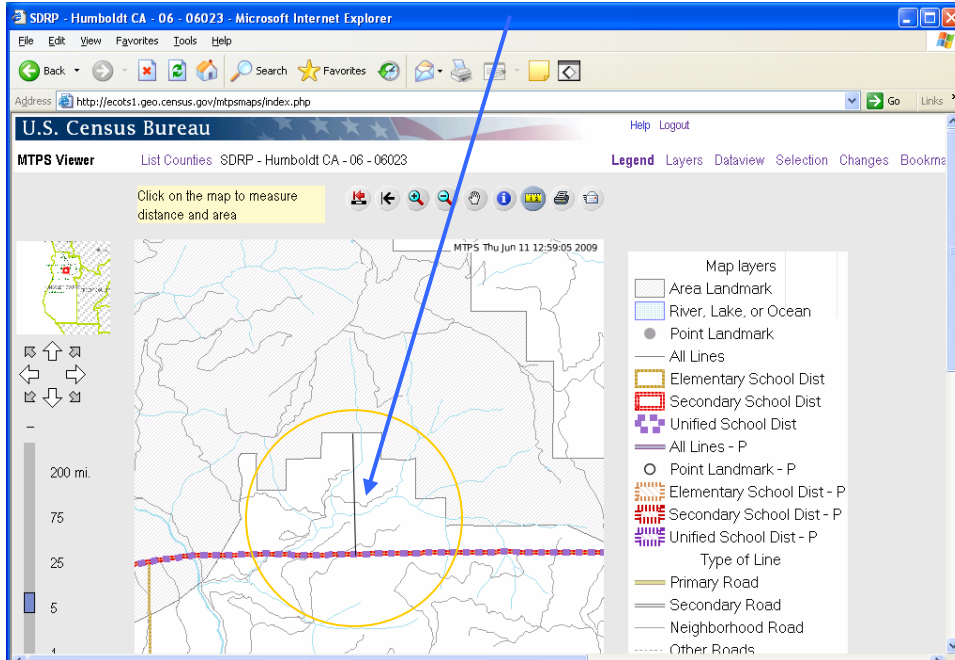 SDRP - Humboldt CA - 06 - 06023 - Microsoft Internet Explorer
File Edit View Favorites Tools Help
Back Search Favorites
Address http://ecots1.geo.census.gov/mtpsmaps/index.php Go Links
U.S. Census Bureau Help Logout
MTPS Viewer List Counties SDRP - Humboldt CA - 06 - 06023 Legend Layers Dataview Selection Changes Bookma
Click on the map to measure
distance and area
MTPS Thu Jun 11 12:59:05 2009
Map layers
Area Landmark
River, Lake, or Ocean
Point Landmark
All Lines
Elementary School Dist
Secondary School Dist
Unified School Dist
All Lines - P
Point Landmark - P
Elementary School Dist - P
Secondary School Dist - P
Unified School Dist - P
Type of Line
Primary Road
Secondary Road
Neighborhood Road
Other Roads
200 mi.
75
25
5
1